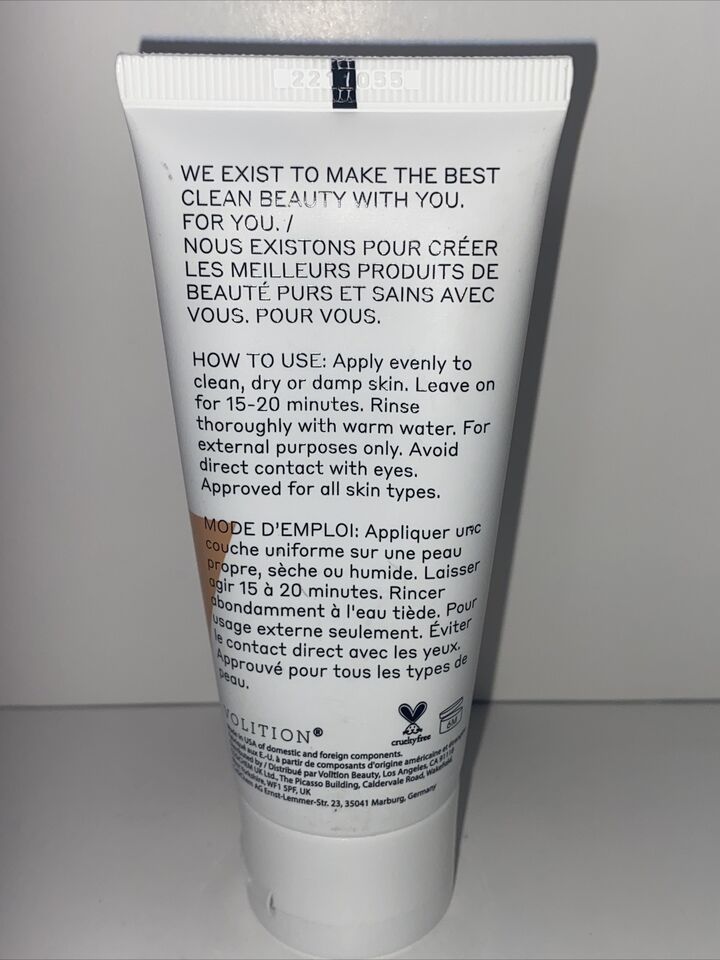 WE EXIST TO MAKE THE BEST
CLEAN BEAUTY WITH YOU.
FOR YOU. /
NOUS EXISTONS POUR CRÉER
LES MEILLEURS PRODUITS DE
BEAUTÉ PURS ET SAINS AVEC
VOUS. POUR VOUS.
HOW TO USE: Apply evenly to
clean, dry or damp skin. Leave on
for 15-20 minutes. Rinse
thoroughly with warm water. For
external purposes only. Avoid
direct contact with eyes.
Approved for all skin types.
MODE D'EMPLOI: Appliquer une
couche uniforme sur une peau
propre, sèche ou humide. Laisser
agir 15 à 20 minutes. Rincer
abondamment à l'eau tiède. Pour
usage externe seulement. Éviter
le contact direct avec les yeux.
Approuvé pour tous les types de
peau.
VOLITION®
crueltyfree
6M
in USA of domestic and foreign components.
aux E.-U. à partir de composants d'origine américaine et
by / Distribué par Volition Beauty, Los Angeles, CA
UK Ltd., The Picasso Building, Caldervale Road, Wakefield
WF1 5PF, UK
AG Ernst-Lemmer-Str. 23, 35041 Marburg, Germany